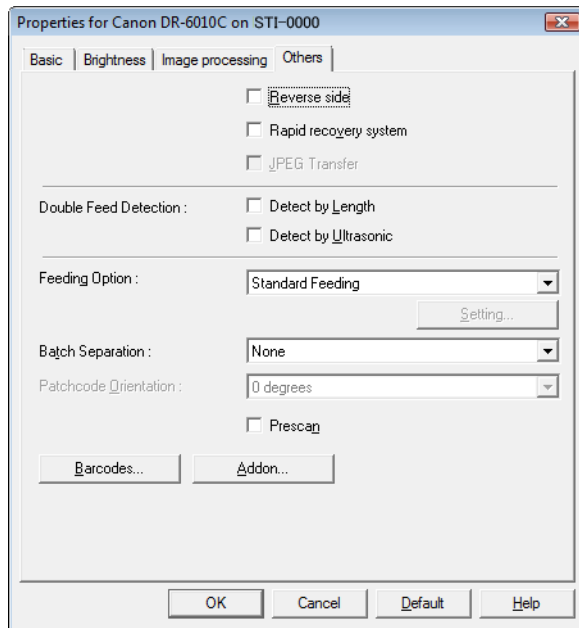 Properties for Canon DR-6010C on STI-0000
Basic Brightness Image processing Others
Reverse side
Rapid recovery system
JPEG Transfer
Double Feed Detection : Detect by Length
Detect by Ultrasonic
Feeding Option : Standard Feeding
Setting...
Batch Separation : None
Patchcode Orientation : 0 degrees
Prescan
Barcodes... Addon...
OK Cancel Default Help